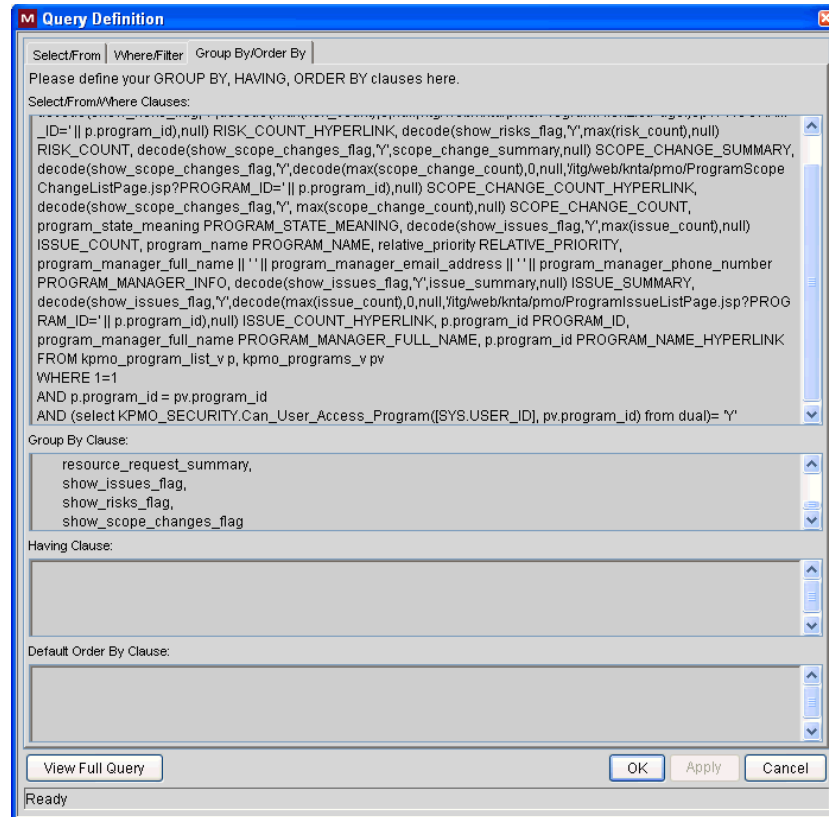 M Query Definition
Select/From Where/Filter Group By/Order By
Please define your GROUP BY, HAVING, ORDER BY clauses here.
Select/From/Where Clauses:
_ID=' || p.program_id),null) RISK_COUNT_HYPERLINK, decode(show_risks_flag,'Y',max(risk_count),null)
RISK_COUNT, decode(show_scope_changes_flag,'Y',scope_change_summary,null) SCOPE_CHANGE_SUMMARY,
decode(show_scope_changes_flag,'Y',decode(max(scope_change_count),0,null,'/itg/web/knta/pmo/ProgramScope
ChangeListPage.jsp?PROGRAM_ID=' || p.program_id),null) SCOPE_CHANGE_COUNT_HYPERLINK,
decode(show_scope_changes_flag,'Y', max(scope_change_count),null) SCOPE_CHANGE_COUNT,
program_state_meaning PROGRAM_STATE_MEANING, decode(show_issues_flag,'Y',max(issue_count),null)
ISSUE_COUNT, program_name PROGRAM_NAME, relative_priority RELATIVE_PRIORITY,
program_manager_full_name || ' ' || program_manager_email_address || ' ' || program_manager_phone_number
PROGRAM_MANAGER_INFO, decode(show_issues_flag,'Y',issue_summary,null) ISSUE_SUMMARY,
decode(show_issues_flag,'Y',decode(max(issue_count),0,null,'/itg/web/knta/pmo/ProgramIssueListPage.jsp?PROG
RAM_ID=' || p.program_id),null) ISSUE_COUNT_HYPERLINK, p.program_id PROGRAM_ID,
program_manager_full_name PROGRAM_MANAGER_FULL_NAME, p.program_id PROGRAM_NAME_HYPERLINK
FROM kpmo_program_list_v p, kpmo_programs_v pv
WHERE 1=1
AND p.program_id = pv.program_id
AND (select KPMO_SECURITY.Can_User_Access_Program([SYS.USER_ID], pv.program_id) from dual)= 'Y'
Group By Clause:
resource_request_summary,
show_issues_flag,
show_risks_flag,
show_scope_changes_flag
Having Clause:
Default Order By Clause:
View Full Query OK Apply Cancel
Ready